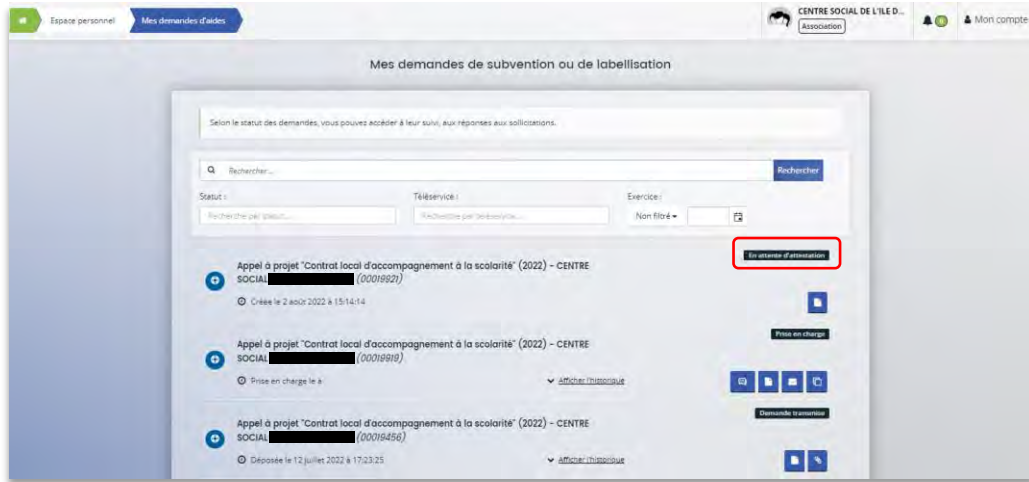 Espace personnel
Mes demandes d'aides
CENTRE SOCIAL DE L'ILE D...
Association
0
Mon compte
Mes demandes de subvention ou de labellisation
Selon le statut des demandes, vous pouvez accéder à leur suivi, aux réponses aux sollicitations.
Rechercher...
Rechercher
Statut :
Téléservice :
Exercice :
Recherche par statut...
Recherche par téléservice...
Non filtré
En attente d'attestation
Appel à projet "Contrat local d'accompagnement à la scolarité" (2022) - CENTRE
SOCIAL (00019921)
Créée le 2 août 2022 à 15:14:14
Prise en charge
Appel à projet "Contrat local d'accompagnement à la scolarité" (2022) - CENTRE
SOCIAL (00019919)
Prise en charge le à
Afficher l'historique
Demande transmise
Appel à projet "Contrat local d'accompagnement à la scolarité" (2022) - CENTRE
SOCIAL (00019456)
Déposée le 12 juillet 2022 à 17:23:25
Afficher l'historique